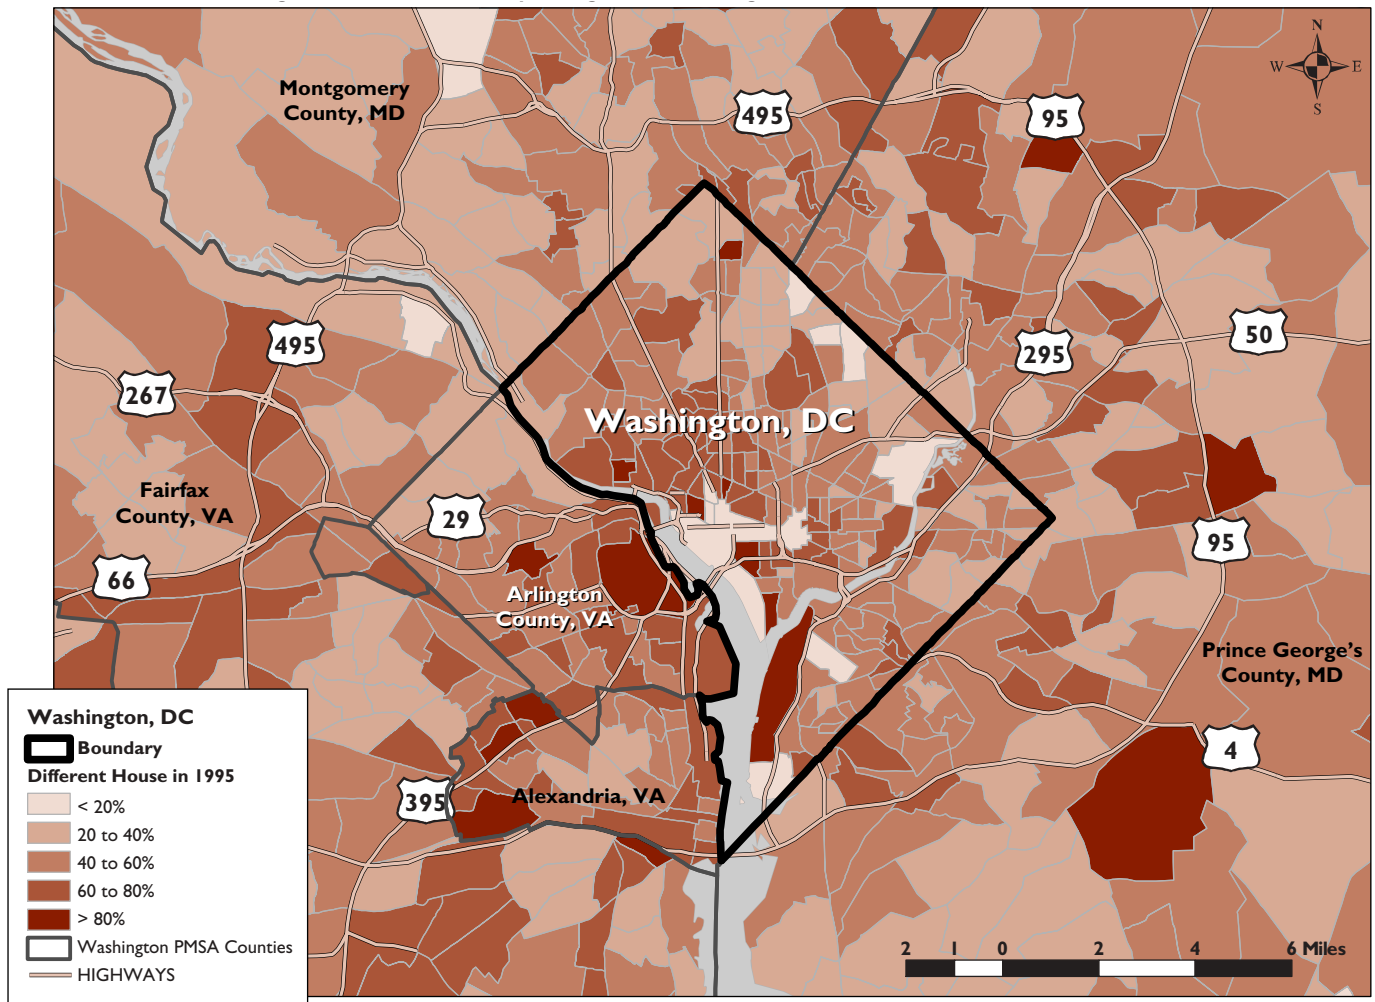 N
W E
S
Montgomery
County, MD
495
95
495
267
295
50
Washington, DC
Fairfax
County, VA
29
66
95
Arlington
County, VA
Prince George's
County, MD
4
395
Alexandria, VA
Washington, DC
Boundary
Different House in 1995
< 20%
20 to 40%
40 to 60%
60 to 80%
> 80%
Washington PMSA Counties
HIGHWAYS
2 1 0 2 4 6 Miles